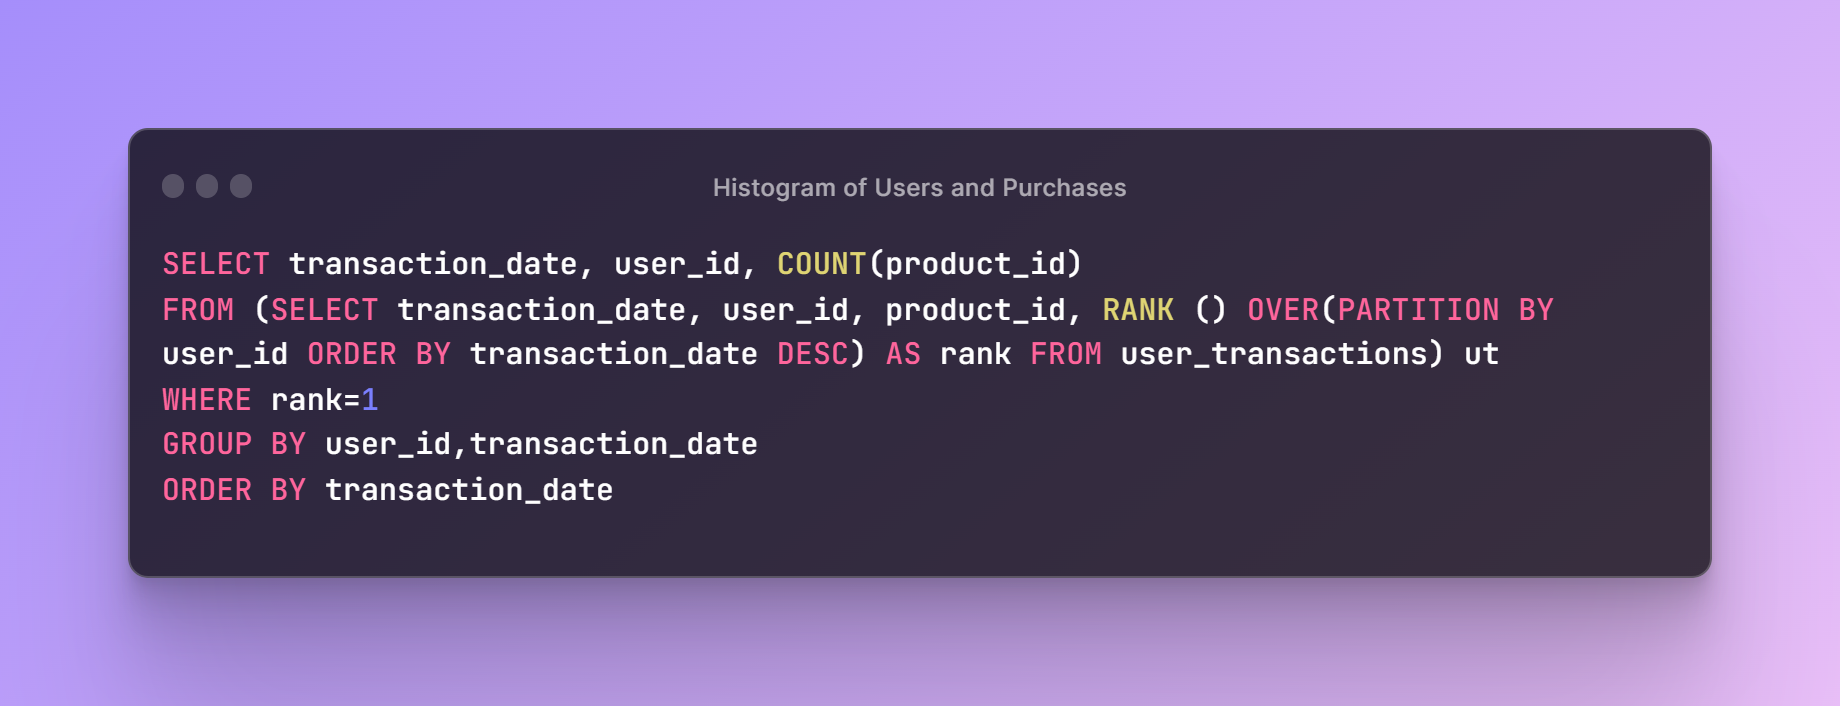 Histogram of Users and Purchases
SELECT transaction_date, user_id, COUNT(product_id)
FROM (SELECT transaction_date, user_id, product_id, RANK () OVER(PARTITION BY
user_id ORDER BY transaction_date DESC) AS rank FROM user_transactions) ut
WHERE rank=1
GROUP BY user_id,transaction_date
ORDER BY transaction_date